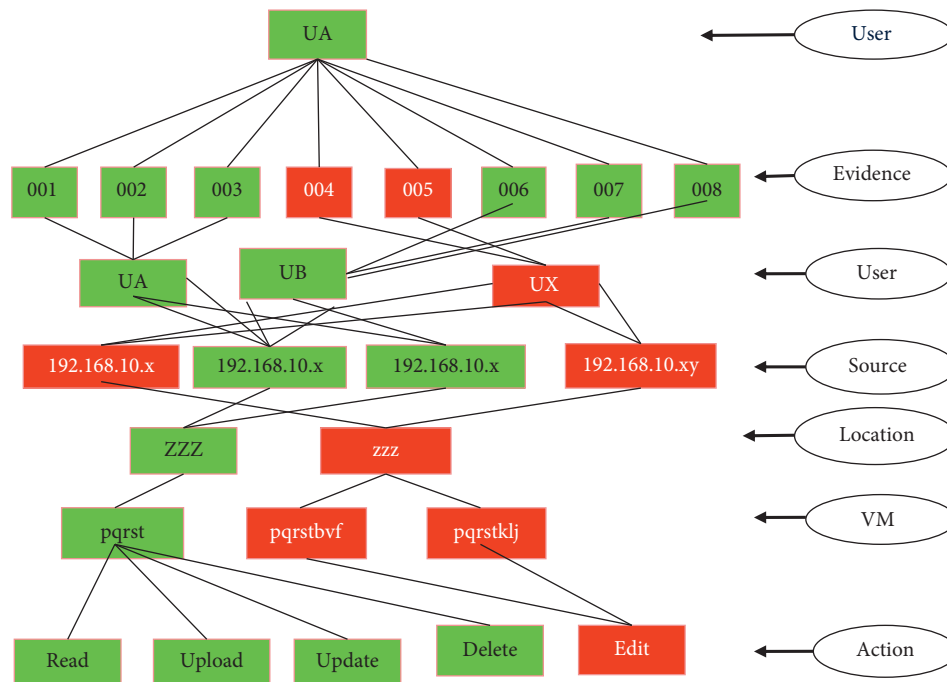 UA
User
001
002
003
004
005
006
007
008
Evidence
UA
UB
UX
User
192.168.10.x
192.168.10.x
192.168.10.x
192.168.10.xy
Source
ZZZ
zzz
Location
pqrst
pqrstbvf
pqrstklj
VM
Read
Upload
Update
Delete
Edit
Action